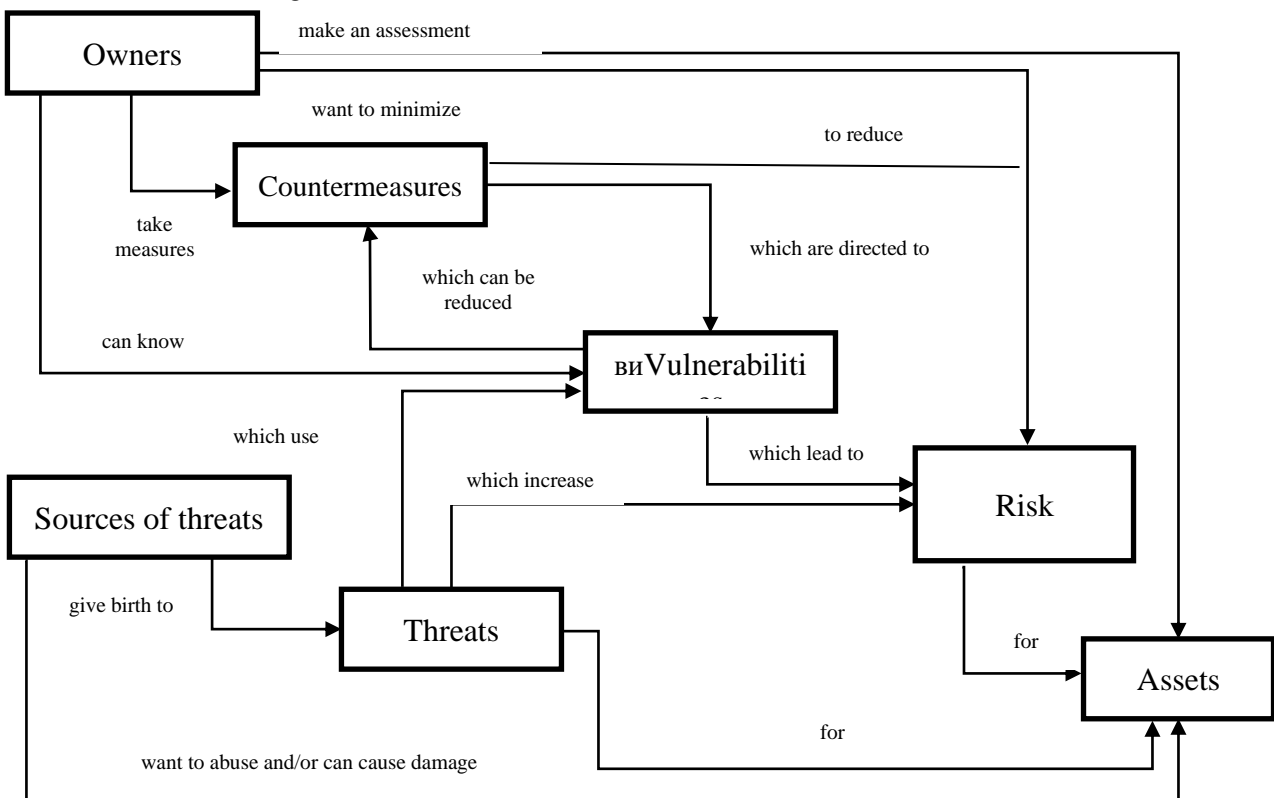 make an assessment
Owners
want to minimize
to reduce
Countermeasures
take
measures
which are directed to
which can be
reduced
can know
виVulnerabiliti
which use
which lead to
which increase
Sources of threats
Risk
give birth to
Threats
for
Assets
for
want to abuse and/or can cause damage